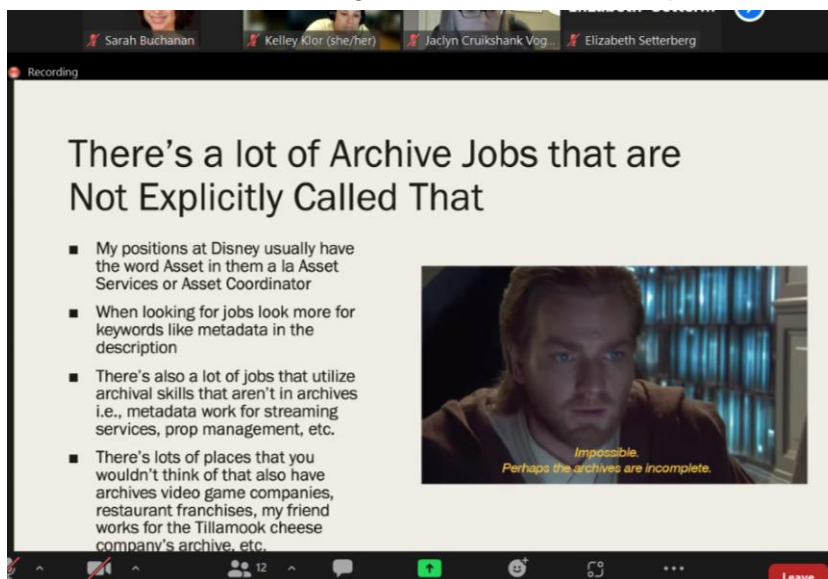 Sarah Buchanan
Kelley Klor (she/her)
Jaclyn Cruikshank Vog...
Elizabeth Setterberg
Recording
There's a lot of Archive Jobs that are
Not Explicitly Called That
My positions at Disney usually have
the word Asset in them a la Asset
Services or Asset Coordinator
When looking for jobs look more for
keywords like metadata in the
description
There's also a lot of jobs that utilize
archival skills that aren't in archives
i.e., metadata work for streaming
services, prop management, etc.
There's lots of places that you
wouldn't think of that also have
archives video game companies,
restaurant franchises, my friend
works for the Tillamook cheese
company's archive, etc.
Impossible.
Perhaps the archives are incomplete.
12
Leave